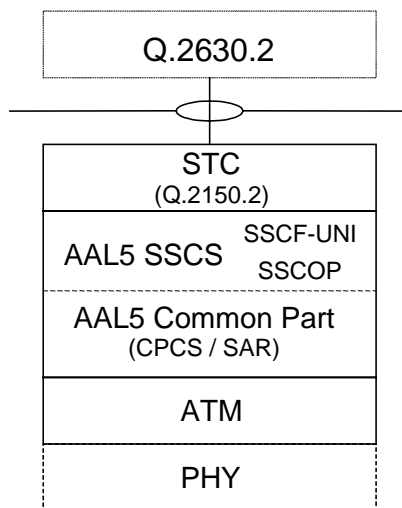 Q.2630.2
STC
(Q.2150.2)
AAL5 SSCS
SSCF-UNI
SSCOP
AAL5 Common Part
(CPCS / SAR)
ATM
PHY